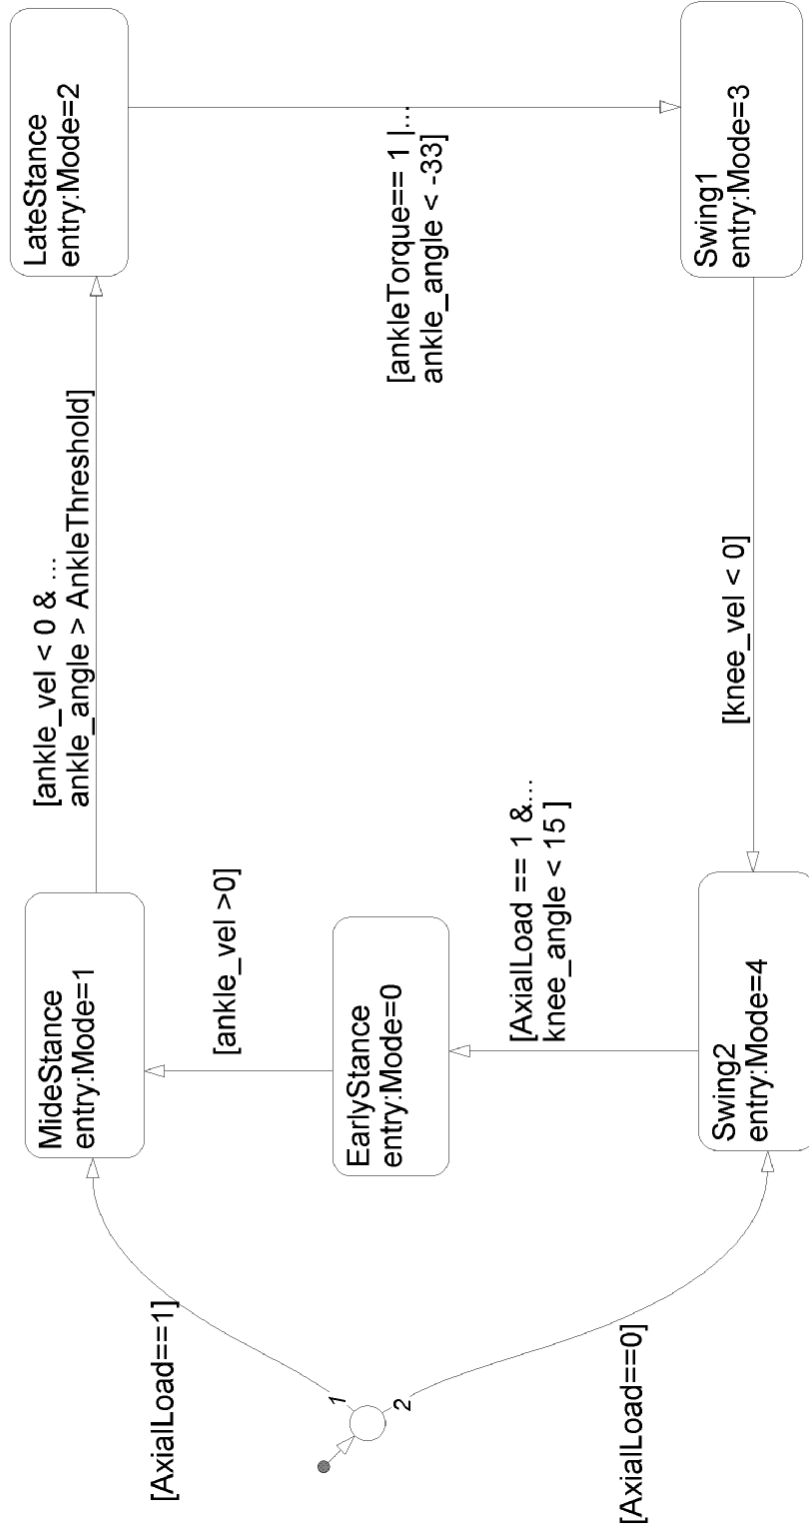 [AxialLoad==1]
1
2
[AxialLoad==0]
MideStance
entry:Mode=1
[ankle_vel >0]
EarlyStance
entry:Mode=0
[AxialLoad == 1 &...
knee_angle < 15 ]
Swing2
entry:Mode=4
[ankle_vel < 0 & ...
ankle_angle > AnkleThreshold]
[knee_vel < 0]
LateStance
entry:Mode=2
[ankleTorque== 1 |...
ankle_angle < -33]
Swing1
entry:Mode=3